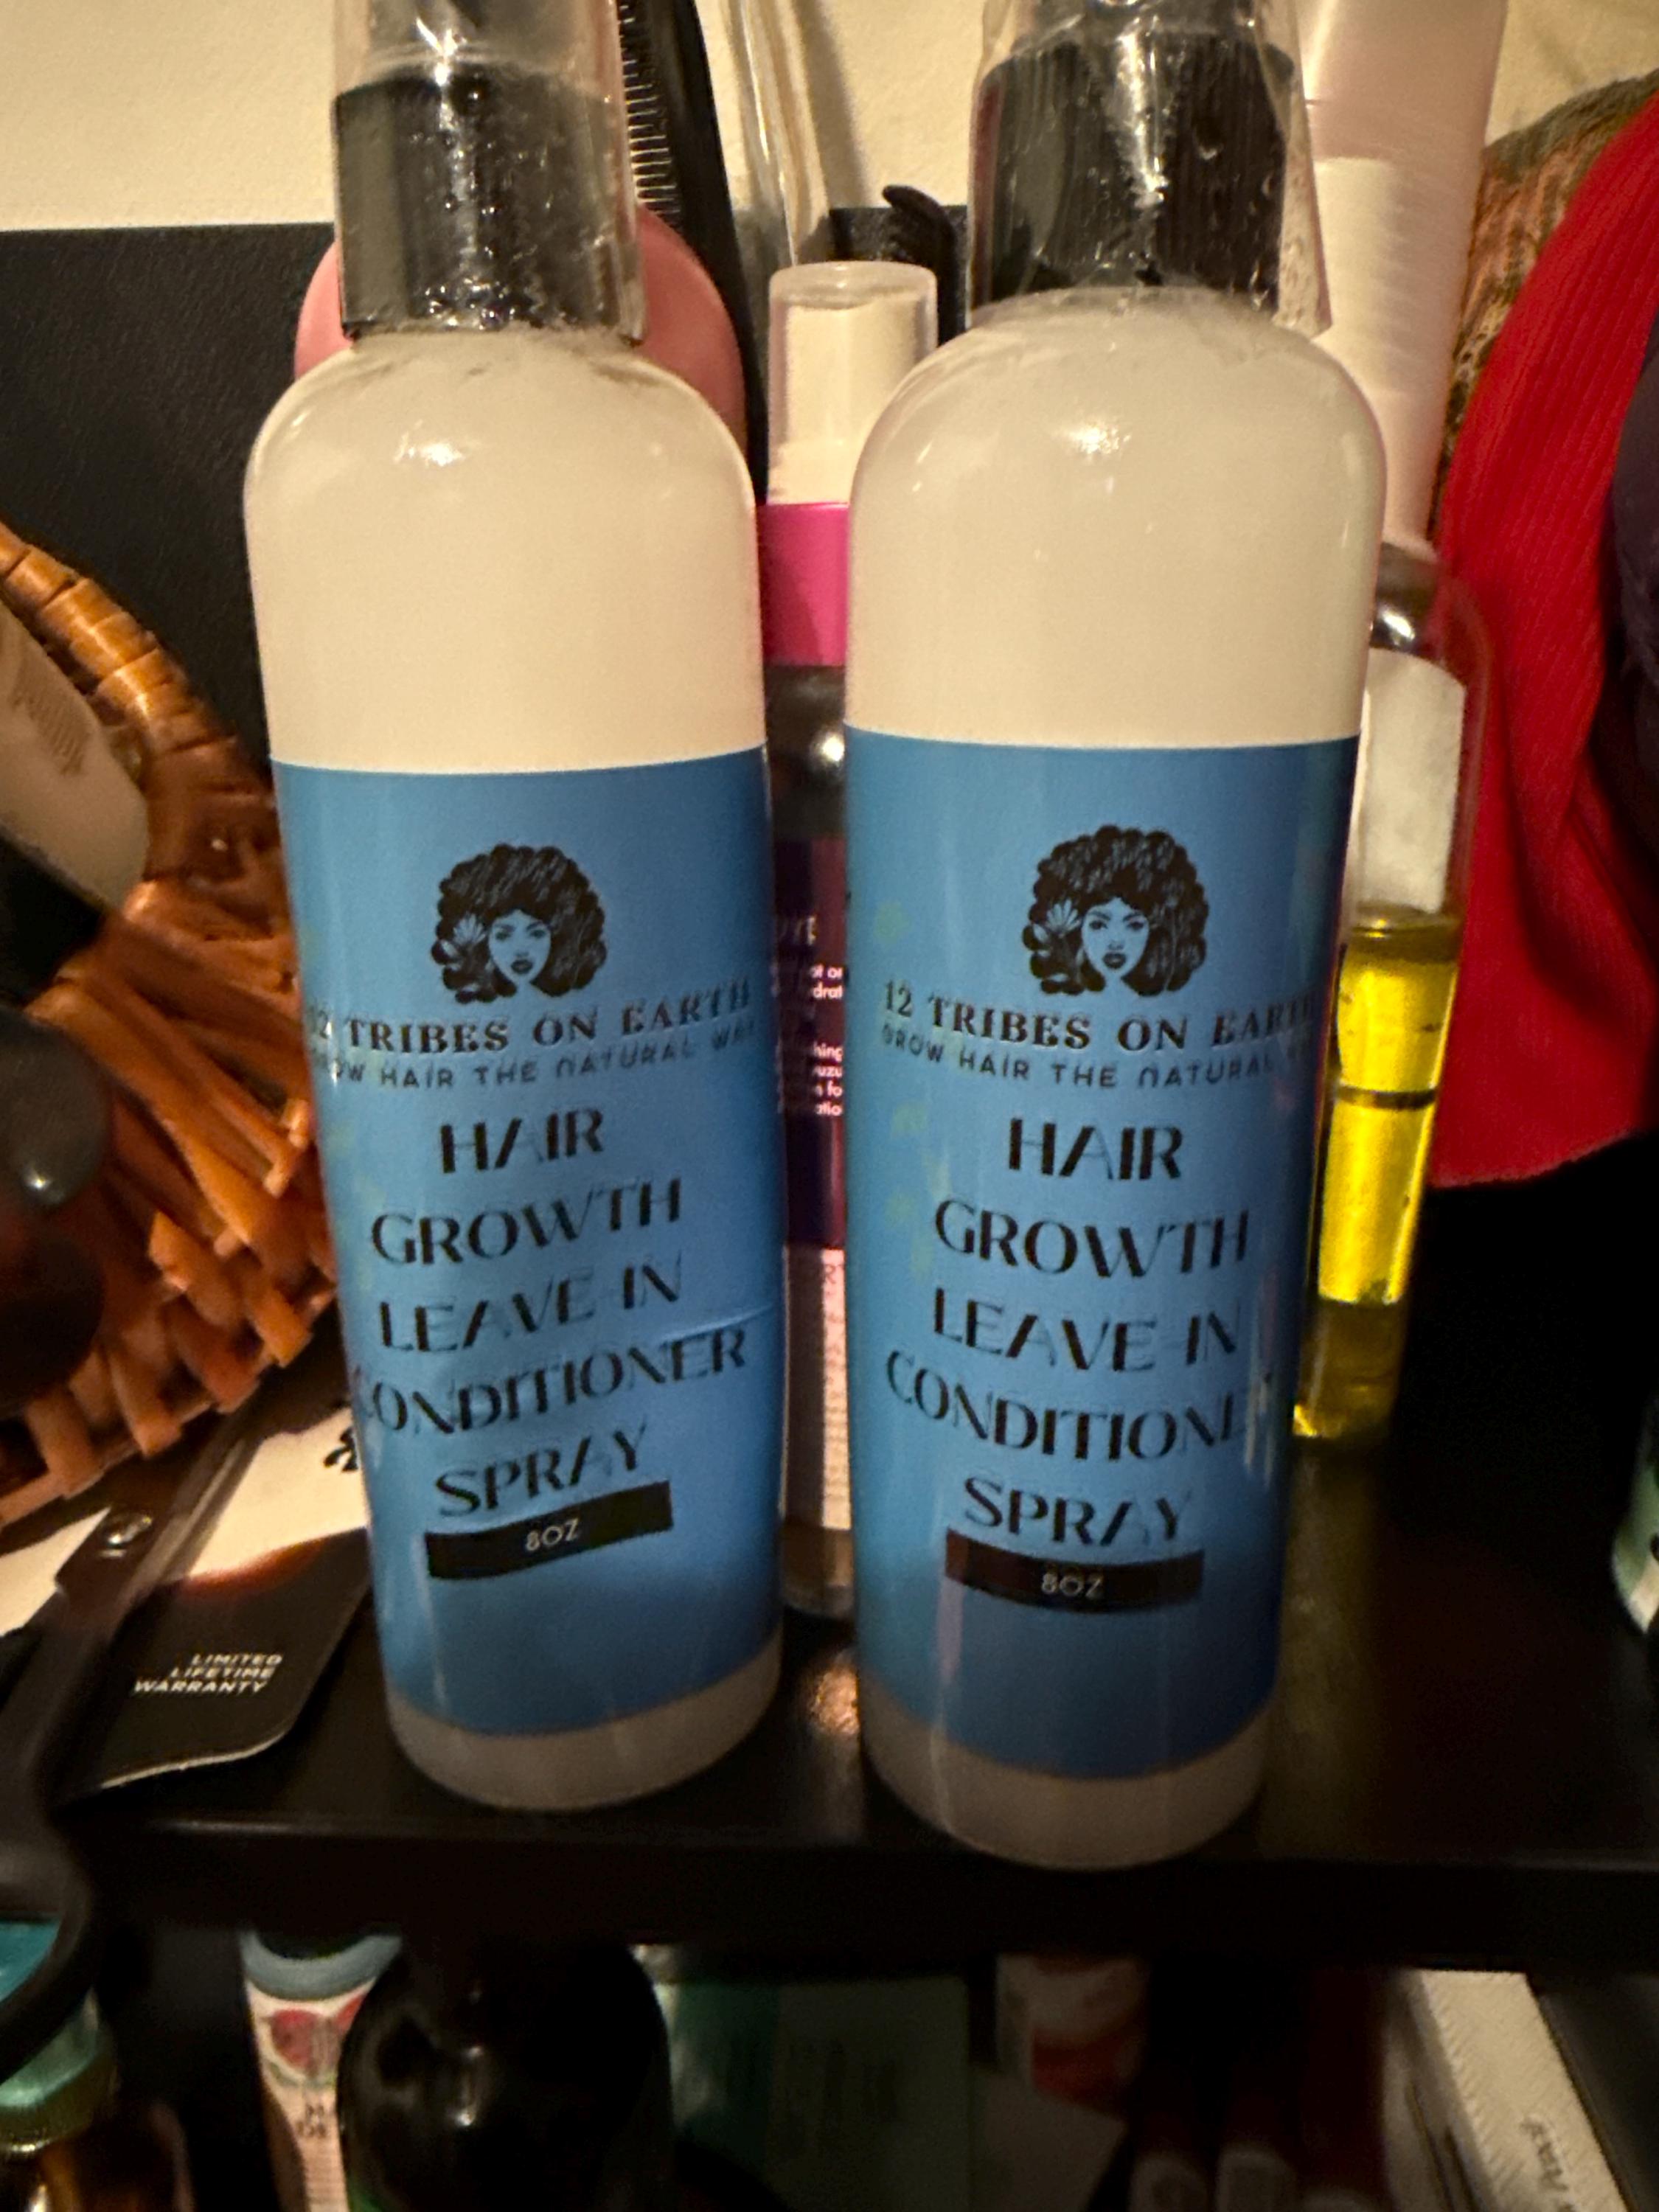 12 TRIBES ON EARTH
GROW HAIR THE NATURAL WAY
HAIR
GROWTH
LEAVE-IN
CONDITIONER
SPRAY
8OZ
12 TRIBES ON EARTH
GROW HAIR THE NATURAL
HAIR
GROWTH
LEAVE-IN
CONDITIONE
SPRAY
8OZ
LIMITED
LIFETIME
WARRANTY